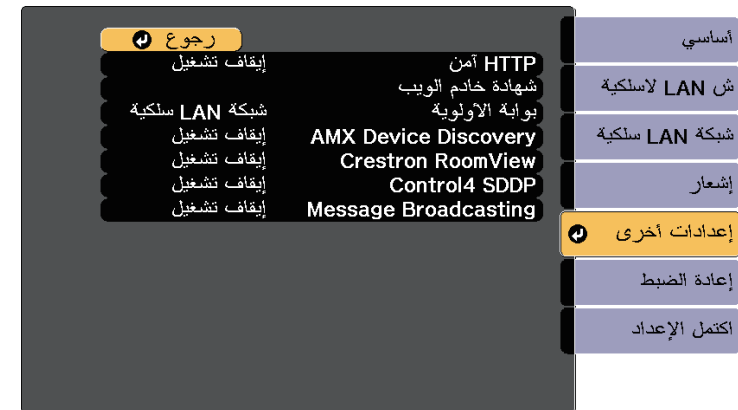 رجوع
HTTP آمن إيقاف تشغيل
شهادة خادم الويب
بوابة الأولوية شبكة LAN سلكية
AMX Device Discovery إيقاف تشغيل
Crestron RoomView إيقاف تشغيل
Control4 SDDP إيقاف تشغيل
Message Broadcasting إيقاف تشغيل
أساسي
ش LAN لاسلكية
شبكة LAN سلكية
إشعار
إعدادات أخرى
إعادة الضبط
اكتمل الإعداد